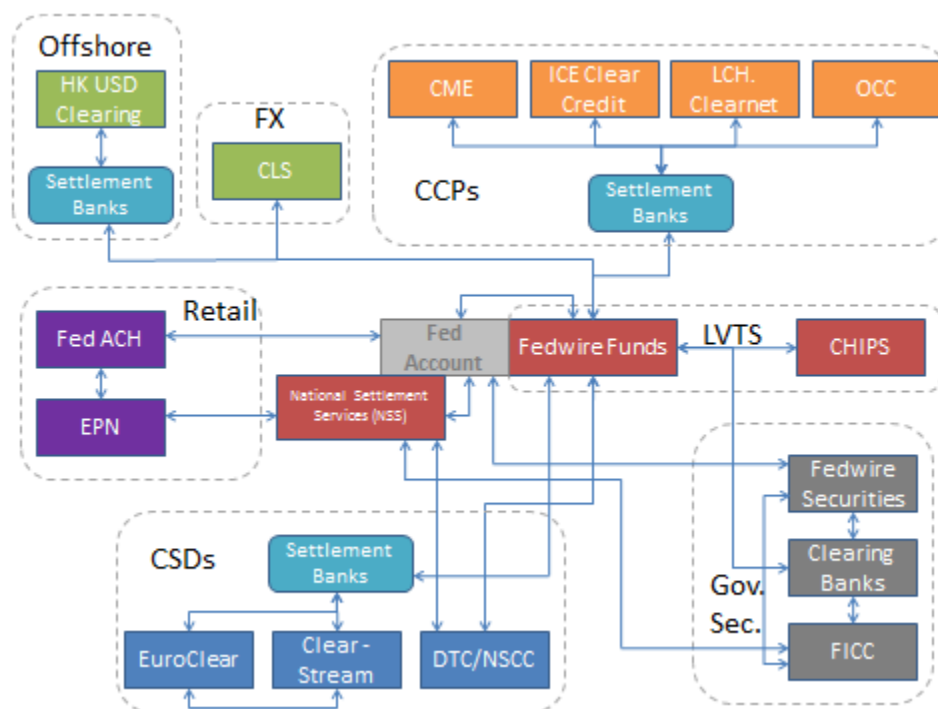 Offshore
HK USD
Clearing
Settlement
Banks
FX
CLS
CME
ICE Clear
Credit
LCH.
Clearnet
OCC
CCPs
Settlement
Banks
Retail
Fed ACH
EPN
Fed
Account
Fedwire Funds
LVTS
CHIPS
National Settlement
Services (NSS)
CSDs
Settlement
Banks
EuroClear
Clear -
Stream
DTC/NSCC
Fedwire
Securities
Clearing
Banks
Gov.
Sec.
FICC